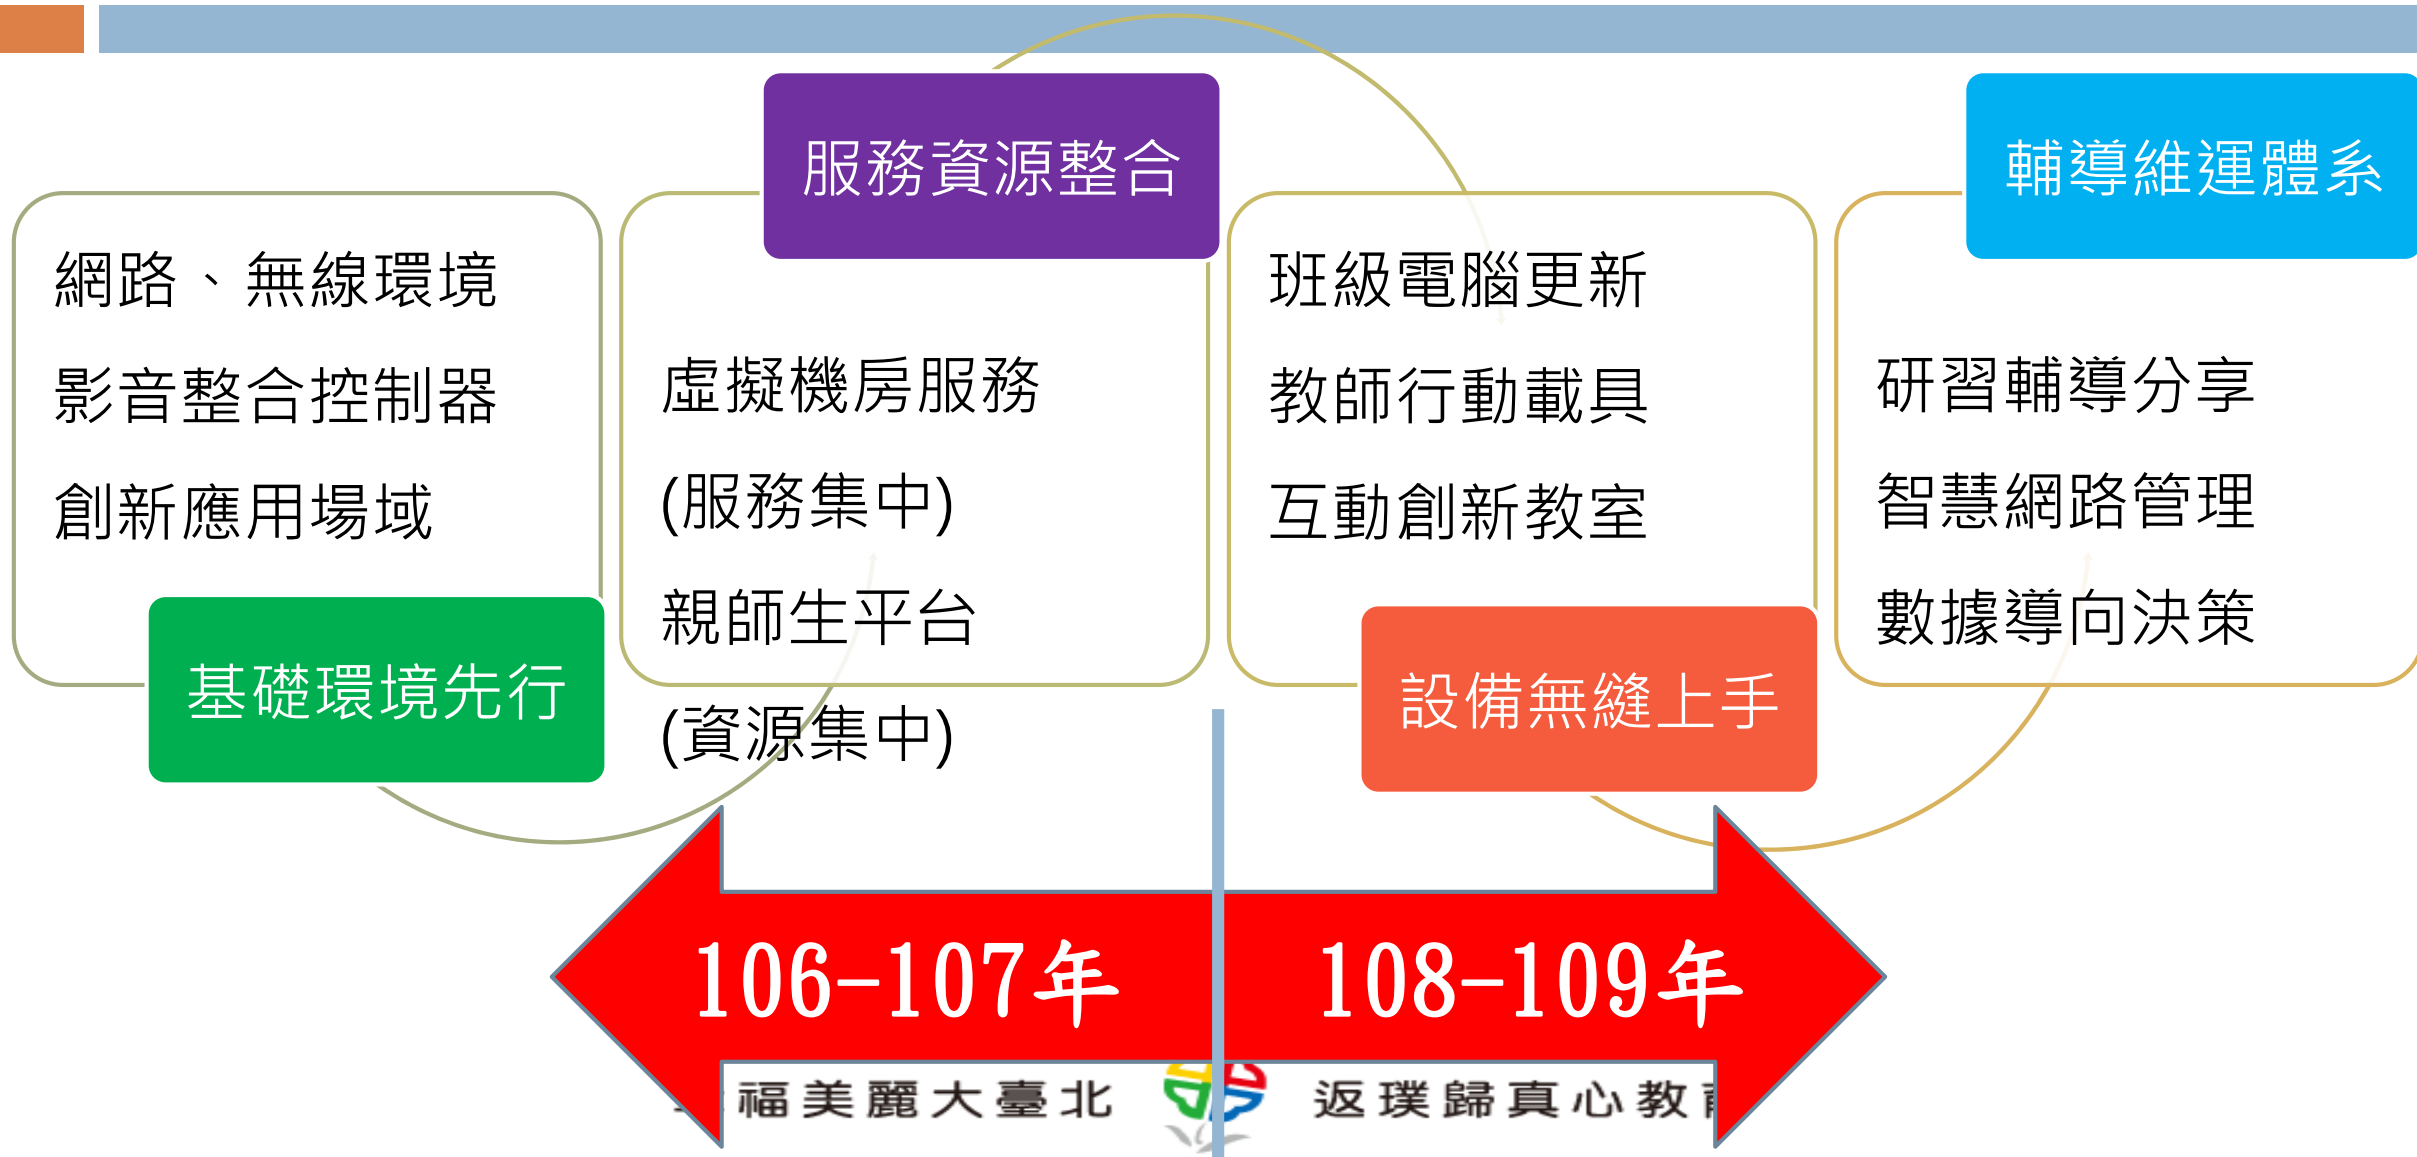 網路、無線環境
影音整合控制器
創新應用場域
基礎環境先行
服務資源整合
虛擬機房服務
(服務集中)
親師生平台
(資源集中)
班級電腦更新
教師行動載具
互動創新教室
設備無縫上手
輔導維運體系
研習輔導分享
智慧網路管理
數據導向決策
106-107年
108-109年
福美麗大臺北
返璞歸真心教